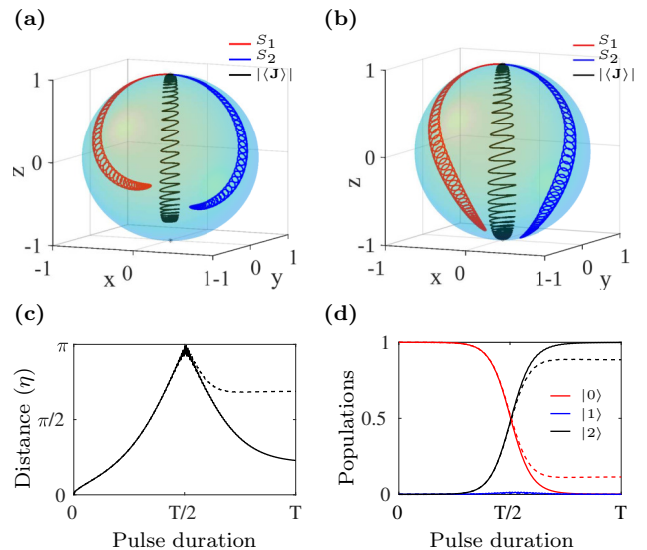 (a)
S₁
S₂
|⟨J⟩|
1
0
-1
z
-1
0
1
x
-1
0
1
y
(b)
S₁
S₂
|⟨J⟩|
1
0
-1
z
-1
0
1
x
-1
0
1
y
(c)
π
π/2
0
Distance (η)
0
T/2
T
Pulse duration
(d)
1
0.5
0
Populations
|0⟩
|1⟩
|2⟩
0
T/2
T
Pulse duration